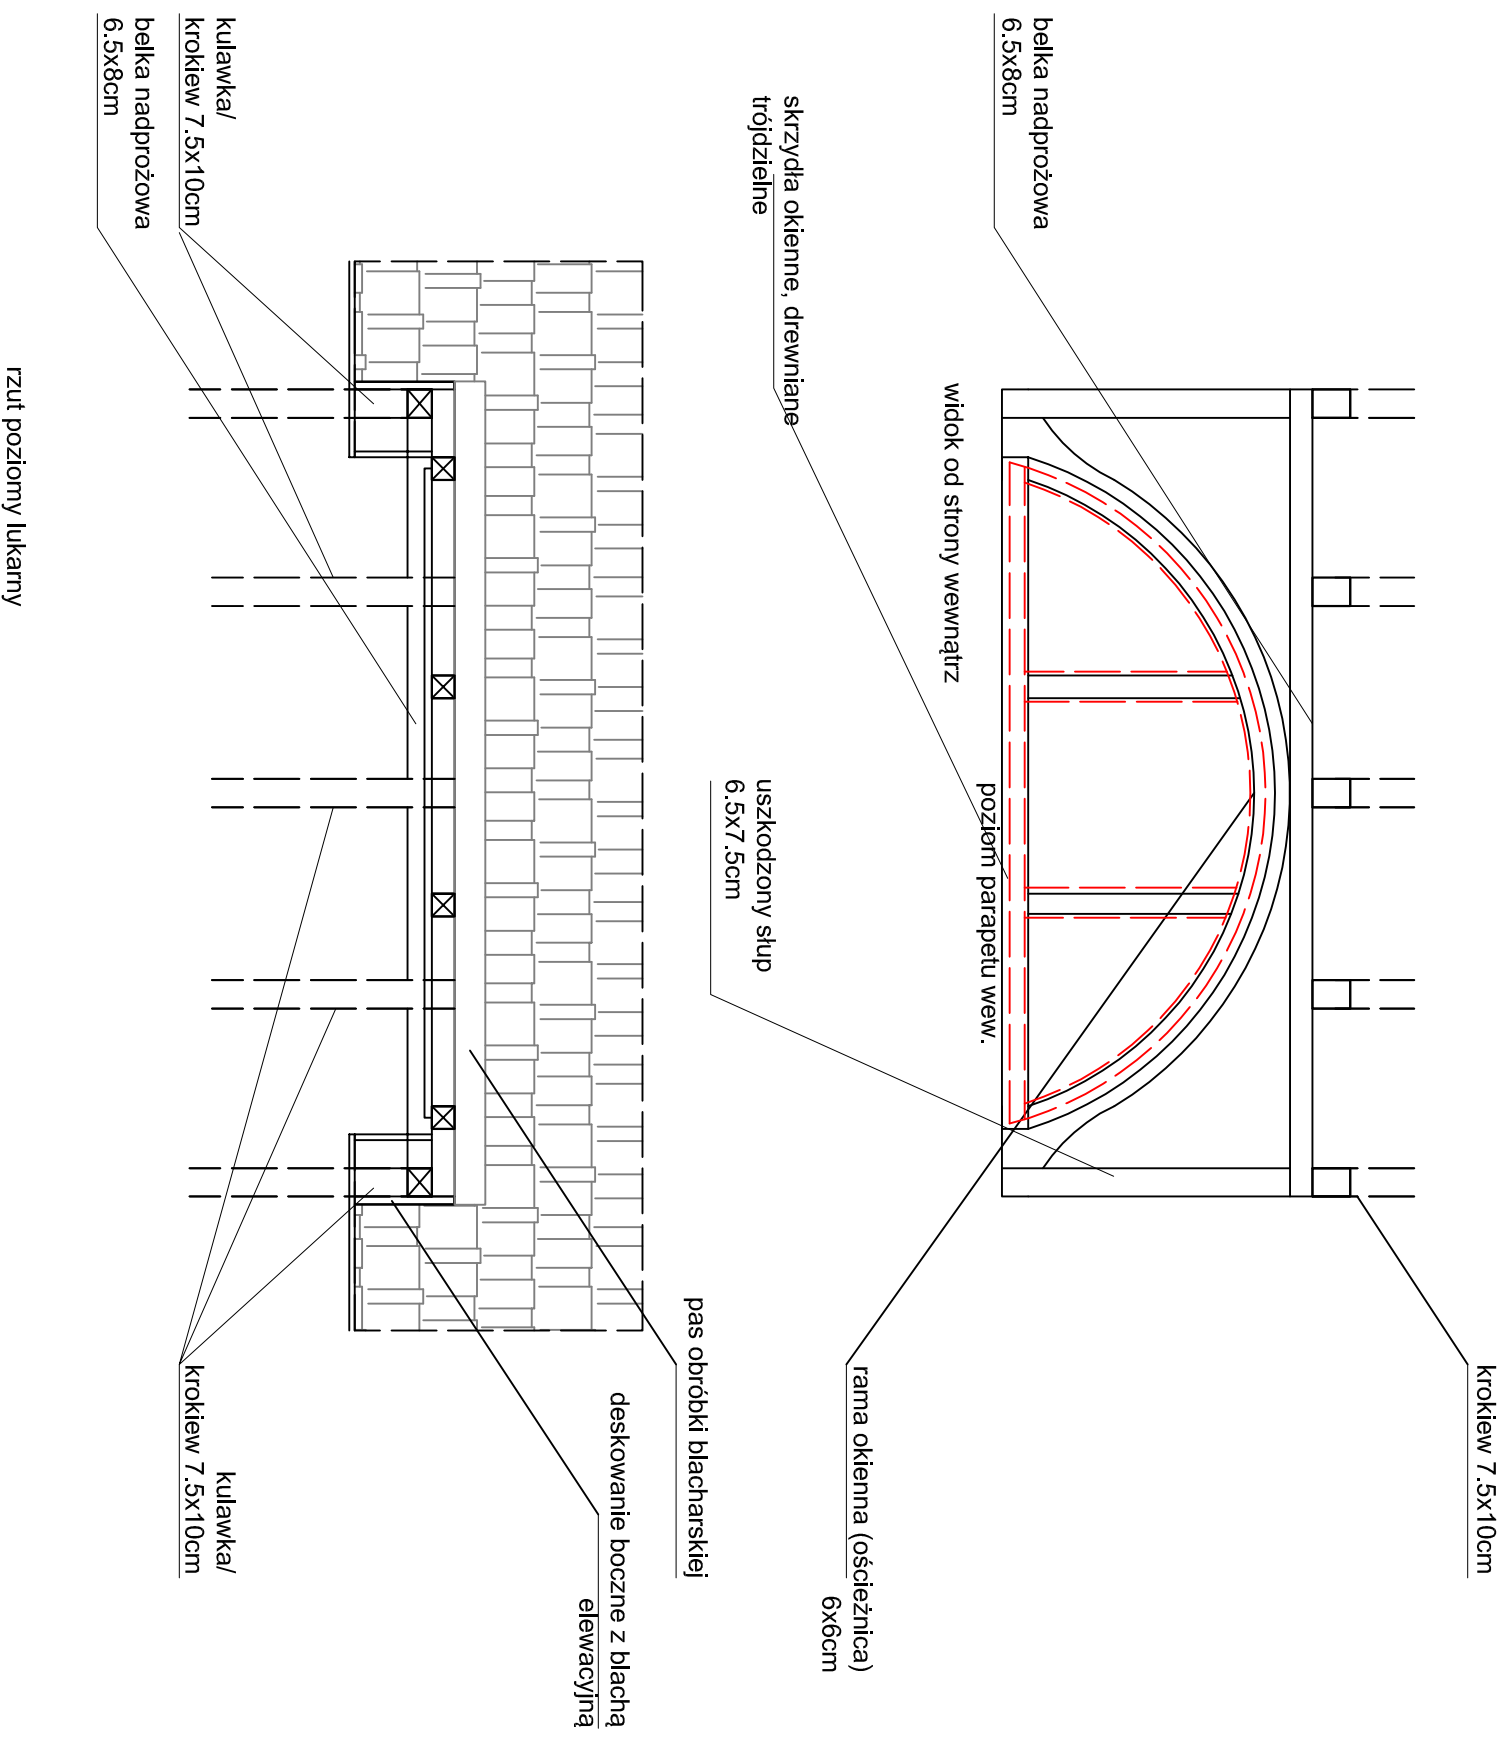 krokiew 7.5x10cm
belka nadprożowa
6.5x8cm
rama okienna (ościeżnica)
6x6cm
poziom parapetu wew.
widok od strony wewnątrz
skrzydła okienne, drewniane
trójdzielne
uszkodzony słup
6.5x7.5cm
pas obróbki blacharskiej
deskowanie boczne z blachą
elewacyjną
kulawka/
krokiew 7.5x10cm
belka nadprożowa
6.5x8cm
kulawka/
krokiew 7.5x10cm
rzut poziomy lukarny